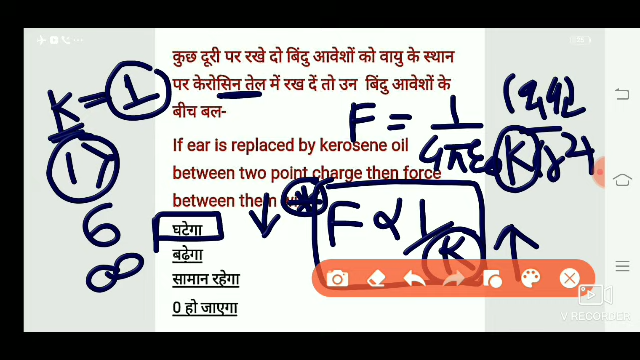 कुछ दूरी पर रखे दो बिंदु आवेशों को वायु के स्थान
पर केरोसिन तेल में रख दें तो उन बिंदु आवेशों के
बीच बल-
If ear is replaced by kerosene oil
between two point charge then force
between them
घटेगा
बढ़ेगा
सामान रहेगा
0 हो जाएगा
K = 1
17
6
∞
F = 1
F ∝ 1/K
V RECORDER